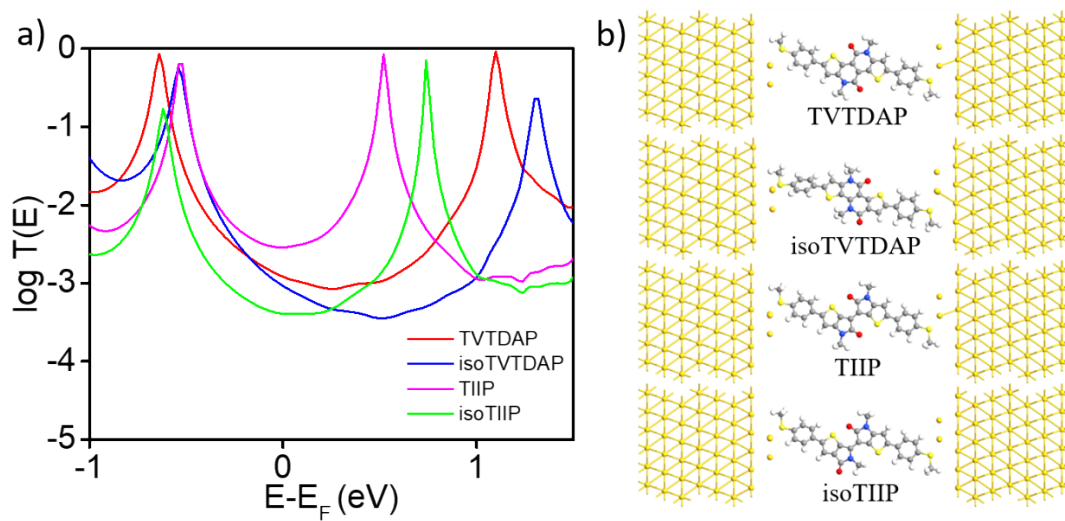 a)
log T(E)
0
-1
-2
-3
-4
-5
-1
0
1
E-E_F (eV)
TVTDAP
isoTVTDAP
TIIP
isoTIIP
b)
TVTDAP
isoTVTDAP
TIIP
isoTIIP